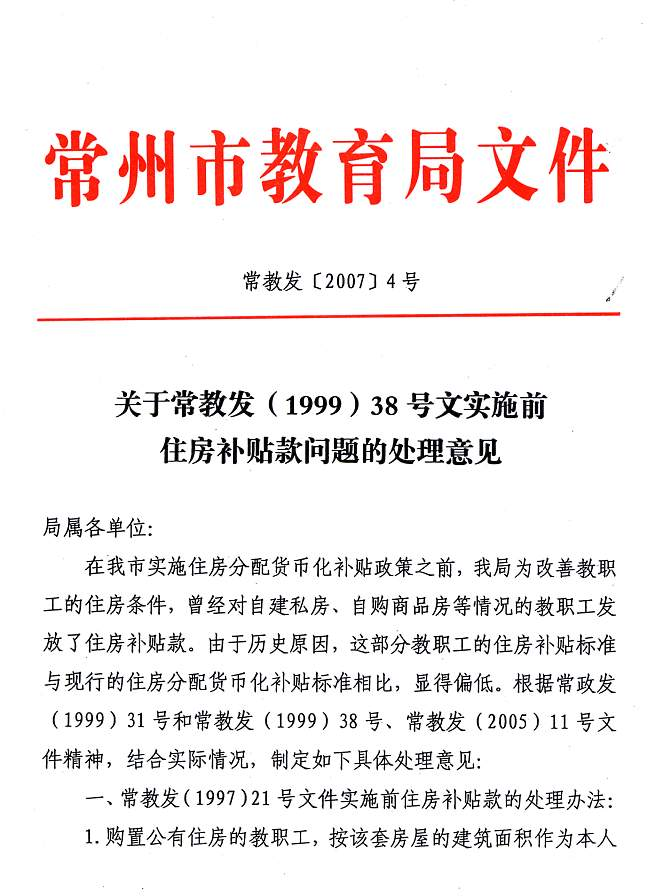 常州市教育局文件
常教发〔2007〕4号
关于常教发（1999）38 号文实施前
住房补贴款问题的处理意见
局属各单位：
在我市实施住房分配货币化补贴政策之前，我局为改善教职
工的住房条件，曾经对自建私房、自购商品房等情况的教职工发
放了住房补贴款。由于历史原因，这部分教职工的住房补贴标准
与现行的住房分配货币化补贴标准相比，显得偏低。根据常政发
（1999）31 号和常教发（1999）38 号、常教发（2005）11 号文
件精神，结合实际情况，制定如下具体处理意见：
一、常教发（1997）21 号文件实施前住房补贴款的处理办法：
1. 购置公有住房的教职工，按该套房屋的建筑面积作为本人